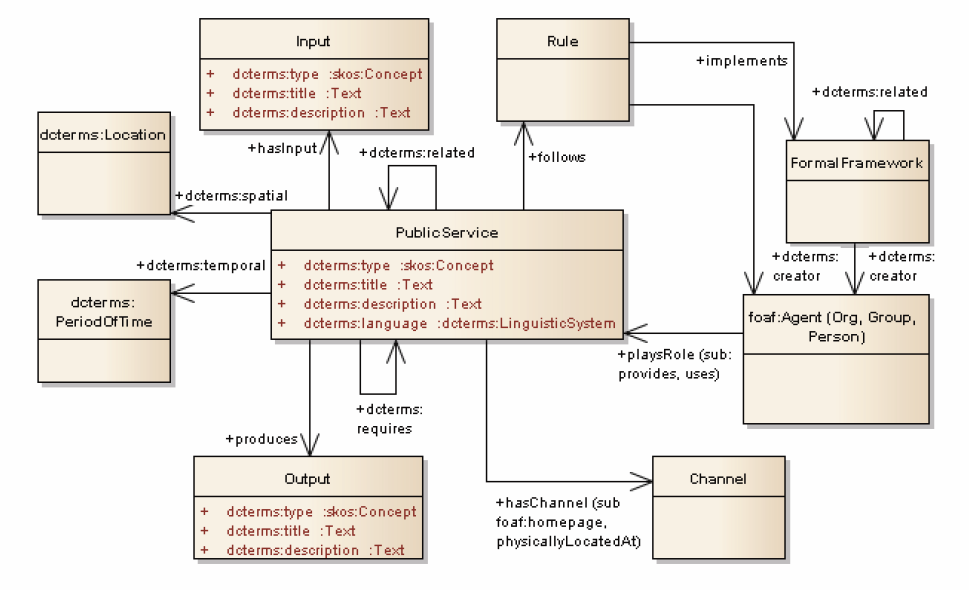 Input
+ dcterms:type :skos:Concept
+ dcterms:title :Text
+ dcterms:description :Text
Rule
+implements
+dcterms:related
dcterms:Location
+hasInput
+dcterms:related
+follows
FormalFramework
+dcterms:spatial
PublicService
+ dcterms:type :skos:Concept
+ dcterms:title :Text
+ dcterms:description :Text
+ dcterms:language :dcterms:LinguisticSystem
+dcterms:temporal
+dcterms:
creator
+dcterms:
creator
dcterms:
PeriodOfTime
foaf:Agent (Org, Group,
Person)
+playsRole (sub:
provides, uses)
+dcterms:
requires
+produces
Output
+ dcterms:type :skos:Concept
+ dcterms:title :Text
+ dcterms:description :Text
+hasChannel (sub
foaf:homepage,
physicallyLocatedAt)
Channel